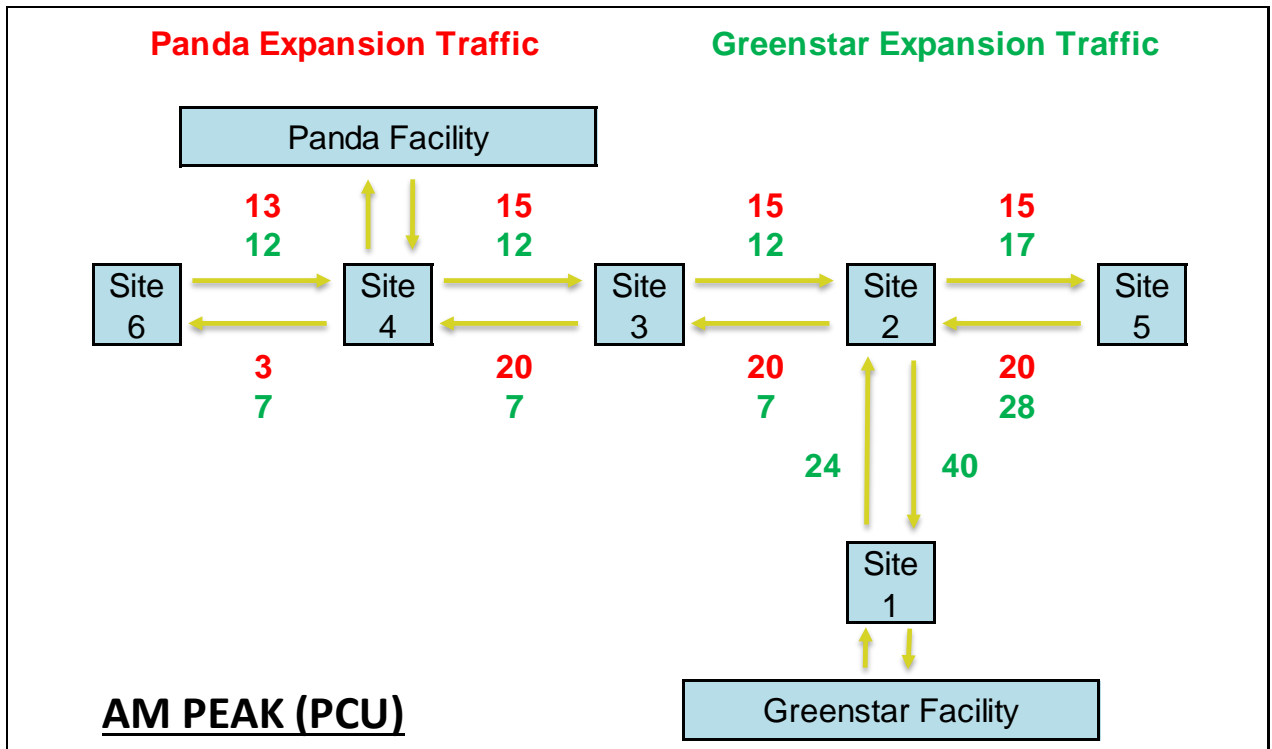 Panda Expansion Traffic
Greenstar Expansion Traffic
Panda Facility
13
15
15
15
12
12
12
17
Site
6
Site
4
Site
3
Site
2
Site
5
3
20
20
20
7
7
7
28
24
40
Site
1
Greenstar Facility
AM PEAK (PCU)